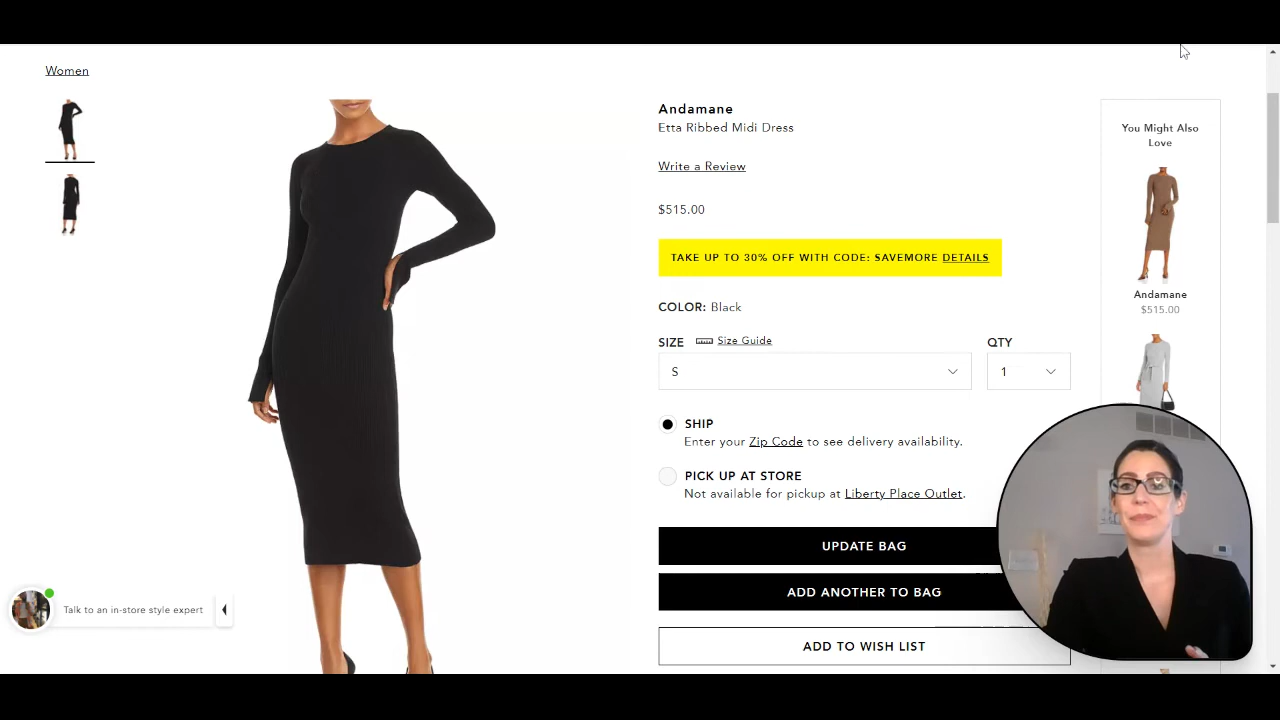 Women
Andamane
Etta Ribbed Midi Dress
Write a Review
$515.00
TAKE UP TO 30% OFF WITH CODE: SAVEMORE DETAILS
COLOR: Black
SIZE Size Guide
QTY
S
1
SHIP
Enter your Zip Code to see delivery availability.
PICK UP AT STORE
Not available for pickup at Liberty Place Outlet.
UPDATE BAG
ADD ANOTHER TO BAG
ADD TO WISH LIST
You Might Also
Love
Andamane
$515.00
Talk to an in-store style expert